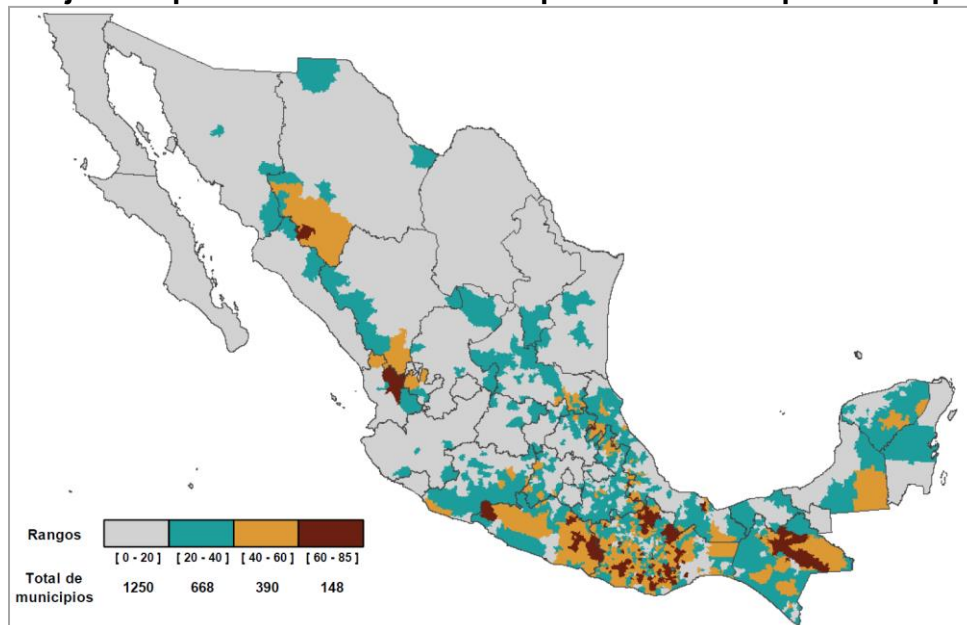 Rangos
[ 0 - 20 ] [ 20 - 40 ] [ 40 - 60 ] [ 60 - 85 ]
Total de municipios 1250 668 390 148